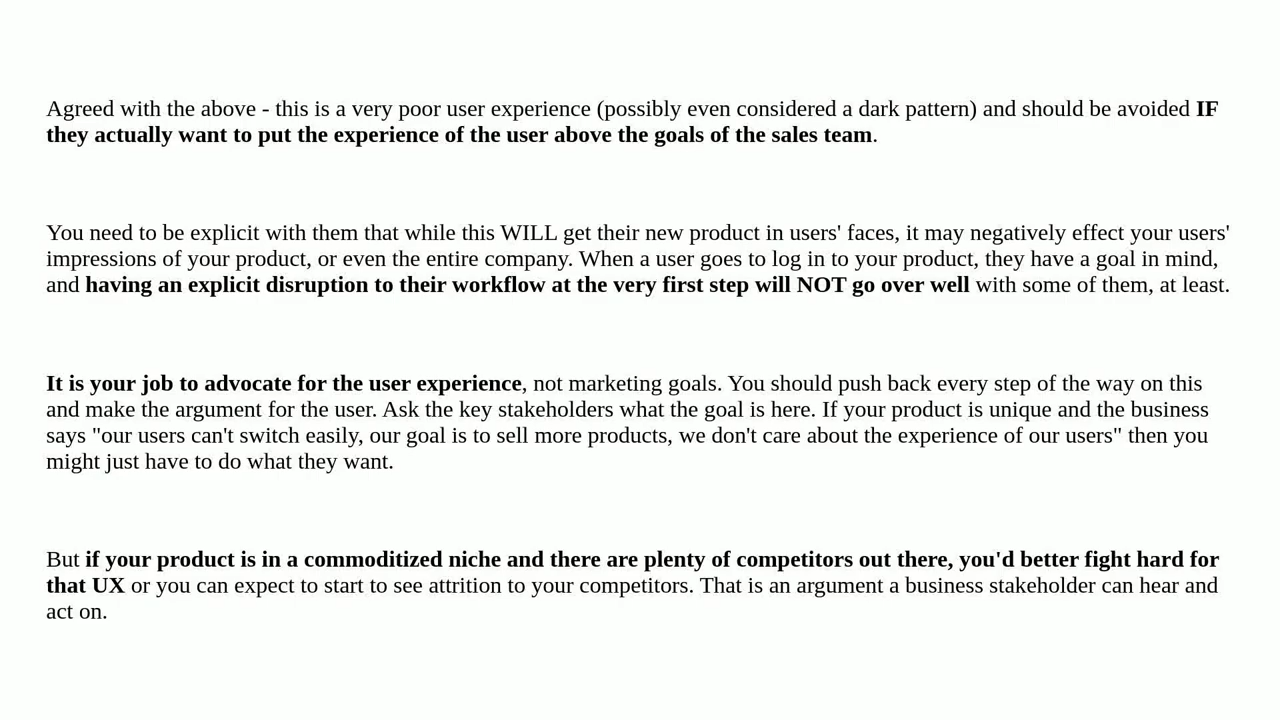 Agreed with the above - this is a very poor user experience (possibly even considered a dark pattern) and should be avoided IF
they actually want to put the experience of the user above the goals of the sales team.
You need to be explicit with them that while this WILL get their new product in users' faces, it may negatively effect your users'
impressions of your product, or even the entire company. When a user goes to log in to your product, they have a goal in mind,
and having an explicit disruption to their workflow at the very first step will NOT go over well with some of them, at least.
It is your job to advocate for the user experience, not marketing goals. You should push back every step of the way on this
and make the argument for the user. Ask the key stakeholders what the goal is here. If your product is unique and the business
says "our users can't switch easily, our goal is to sell more products, we don't care about the experience of our users" then you
might just have to do what they want.
But if your product is in a commoditized niche and there are plenty of competitors out there, you'd better fight hard for
that UX or you can expect to start to see attrition to your competitors. That is an argument a business stakeholder can hear and
act on.